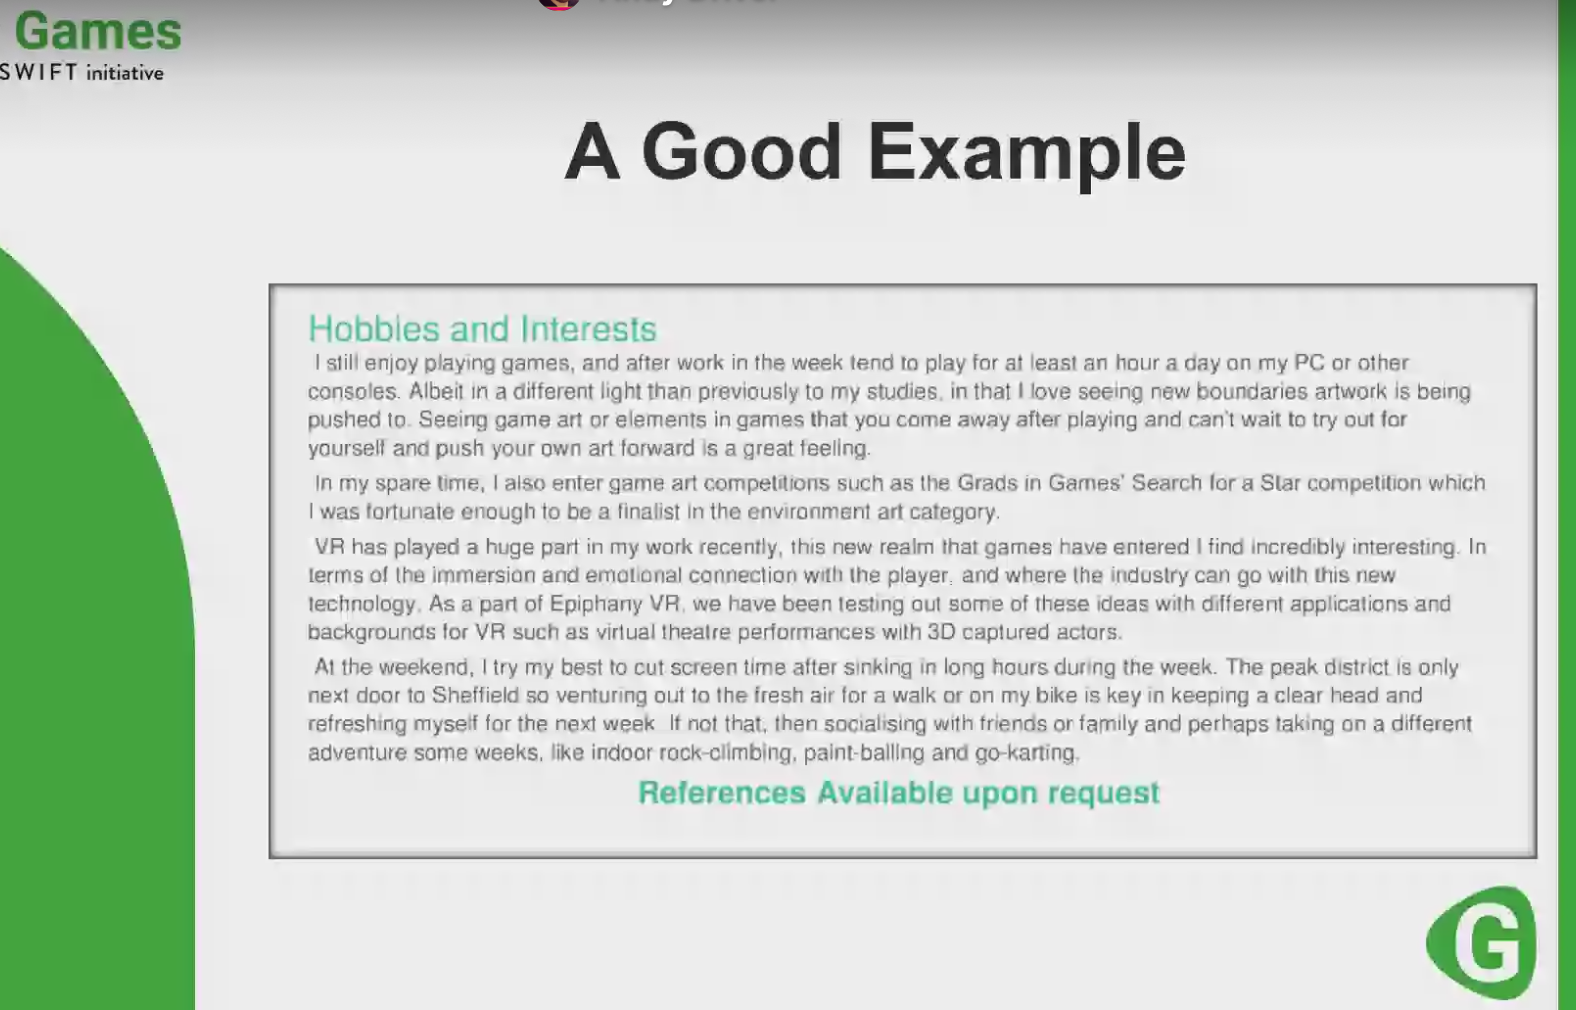 Games
SWIFT initiative
A Good Example
Hobbies and Interests
I still enjoy playing games, and after work in the week tend to play for at least an hour a day on my PC or other
consoles. Albeit in a different light than previously to my studies, in that I love seeing new boundaries artwork is being
pushed to. Seeing game art or elements in games that you come away after playing and can't wait to try out for
yourself and push your own art forward is a great feeling.
In my spare time, I also enter game art competitions such as the Grads in Games' Search for a Star competition which
I was fortunate enough to be a finalist in the environment art category.
VR has played a huge part in my work recently, this new realm that games have entered I find incredibly interesting. In
terms of the immersion and emotional connection with the player, and where the industry can go with this new
technology. As a part of Epiphany VR, we have been testing out some of these ideas with different applications and
backgrounds for VR such as virtual theatre performances with 3D captured actors.
At the weekend, I try my best to cut screen time after sinking in long hours during the week. The peak district is only
next door to Sheffield so venturing out to the fresh air for a walk or on my bike is key in keeping a clear head and
refreshing myself for the next week. If not that, then socialising with friends or family and perhaps taking on a different
adventure some weeks, like indoor rock-climbing, paint-balling and go-karting.
References Available upon request
G